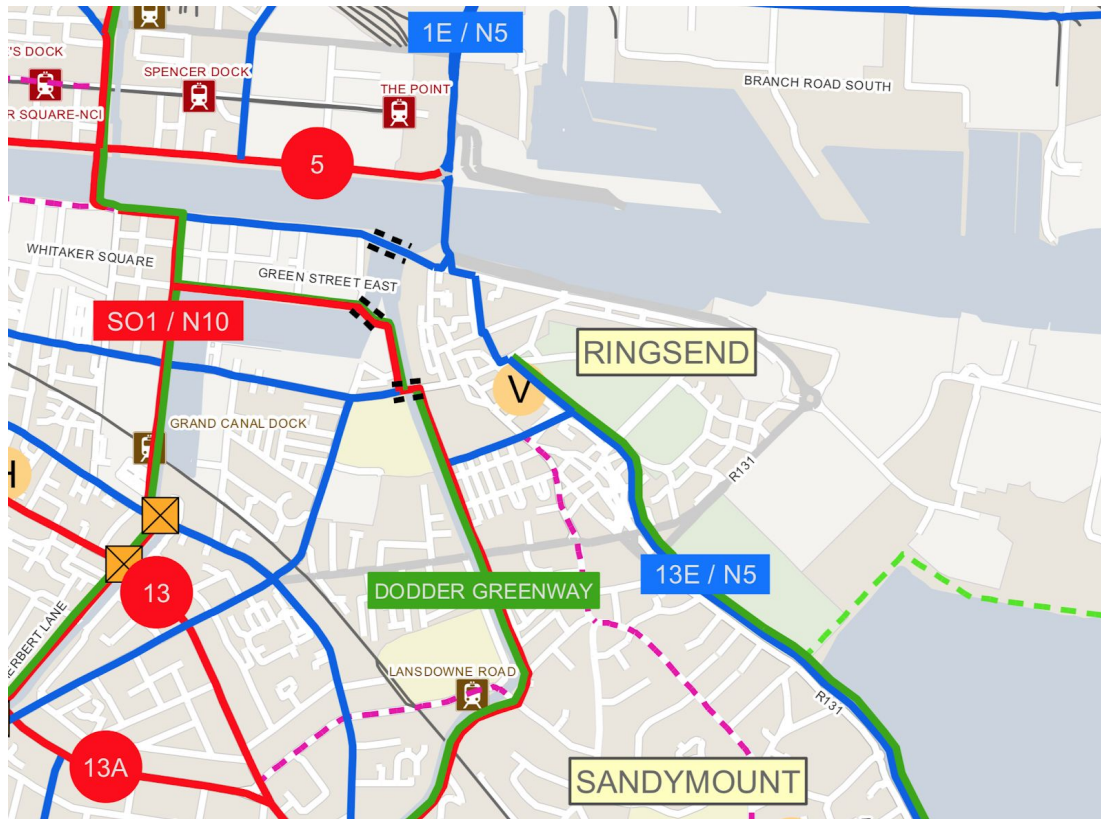 1E / N5
'S DOCK
SPENCER DOCK
BRANCH ROAD SOUTH
THE POINT
R SQUARE-NCI
5
WHITAKER SQUARE
GREEN STREET EAST
SO1 / N10
RINGSEND
V
GRAND CANAL DOCK
H
R131
13E / N5
13
DODDER GREENWAY
ERBERT LANE
LANSDOWNE ROAD
R131
13A
SANDYMOUNT